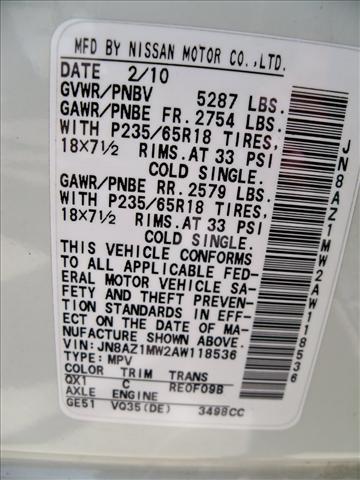 MFD BY NISSAN MOTOR CO.,LTD.
DATE 2/10
GVWR/PNBV 5287 LBS.
GAWR/PNBE FR. 2754 LBS.
WITH P235/65R18 TIRES,
18×7½ RIMS.AT 33 PSI
COLD SINGLE.
GAWR/PNBE RR. 2579 LBS.
WITH P235/65R18 TIRES,
18×7½ RIMS.AT 33 PSI
COLD SINGLE.
THIS VEHICLE CONFORMS
TO ALL APPLICABLE FED-
ERAL MOTOR VEHICLE SA-
FETY AND THEFT PREVEN-
TION STANDARDS IN EFF-
ECT ON THE DATE OF MA-
NUFACTURE SHOWN ABOVE.
VIN: JN8AZ1MW2AW118536
TYPE: MPV
COLOR TRIM TRANS
QX1 C RE0F09B
AXLE ENGINE
GE51 VQ35(DE) 3498CC
JN8AZ1MW2AW118536